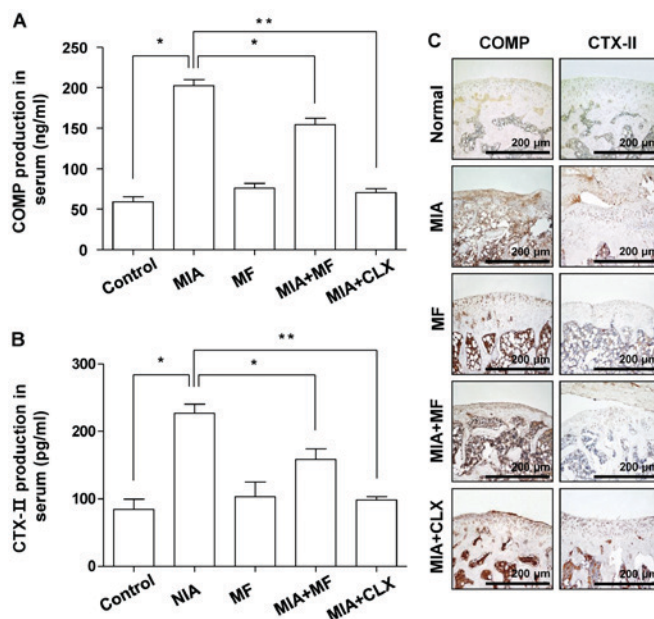 A
COMP production in
serum (ng/ml)
250
200
150
100
50
0
*
**
*
Control
MIA
MF
MIA+MF
MIA+CLX
B
CTX-II production in
serum (pg/ml)
300
200
100
0
*
**
*
Control
NIA
MF
MIA+MF
MIA+CLX
C
COMP CTX-II
Normal
200 µm 200 µm
MIA
200 µm 200 µm
MF
200 µm 200 µm
MIA+MF
200 µm 200 µm
MIA+CLX
200 µm 200 µm